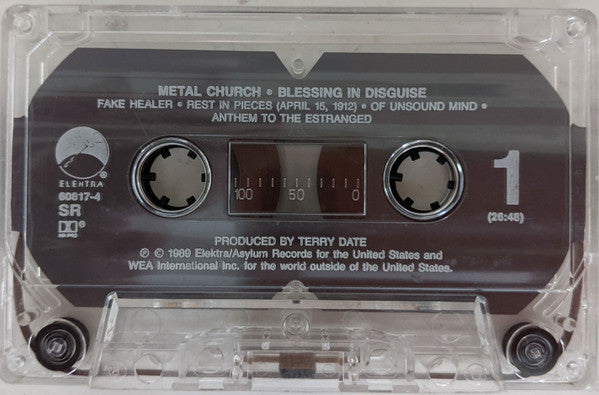 METAL CHURCH • BLESSING IN DISGUISE
FAKE HEALER • REST IN PIECES (APRIL 15, 1912) • OF UNSOUND MIND •
ANTHEM TO THE ESTRANGED
ELEKTRA
60817-4
SR
HX-PRO
100 50 0
1
(26:48)
PRODUCED BY TERRY DATE
℗ © 1989 Elektra/Asylum Records for the United States and
WEA International Inc. for the world outside of the United States.